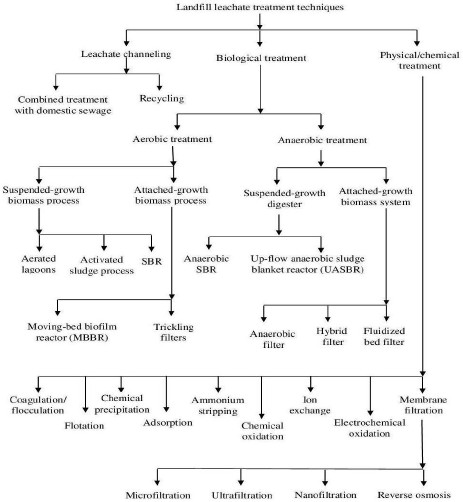 Landfill leachate treatment techniques
Leachate channeling
Biological treatment
Physical/chemical
treatment
Combined treatment
with domestic sewage
Recycling
Aerobic treatment
Anaerobic treatment
Suspended-growth
biomass process
Attached-growth
biomass process
Suspended-growth
digester
Attached-growth
biomass system
Aerated
lagoons
Activated
sludge process
SBR
Anaerobic
SBR
Up-flow anaerobic sludge
blanket reactor (UASBR)
Moving-bed biofilm
reactor (MBBR)
Trickling
filters
Anaerobic
filter
Hybrid
filter
Fluidized
bed filter
Coagulation/
flocculation
Flotation
Chemical
precipitation
Adsorption
Ammonium
stripping
Chemical
oxidation
Ion
exchange
Electrochemical
oxidation
Membrane
filtration
Microfiltration
Ultrafiltration
Nanofiltration
Reverse osmosis